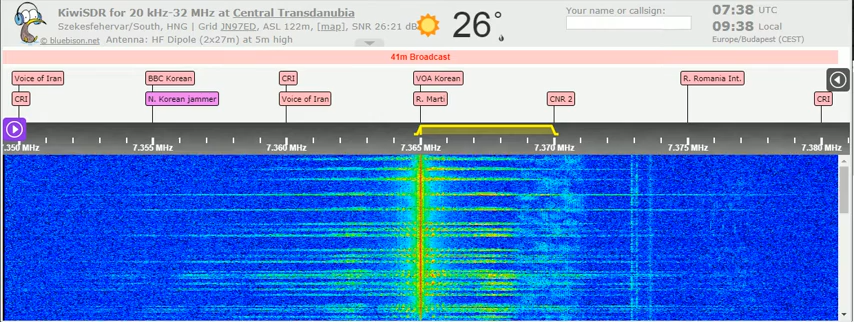 KiwiSDR for 20 kHz-32 MHz at Central Transdanubia
Szekesfehervar/South, HNG | Grid JN97ED, ASL 122m, [map], SNR 26:21 dB
© bluebison.net Antenna: HF Dipole (2x27m) at 5m high
26°
Your name or callsign:
07:38 UTC
09:38 Local
Europe/Budapest (CEST)
41m Broadcast
Voice of Iran BBC Korean CRI VOA Korean R. Romania Int.
CRI N. Korean jammer Voice of Iran R. Marti CNR 2 CRI
7.350 MHz 7.355 MHz 7.360 MHz 7.365 MHz 7.370 MHz 7.375 MHz 7.380 MHz